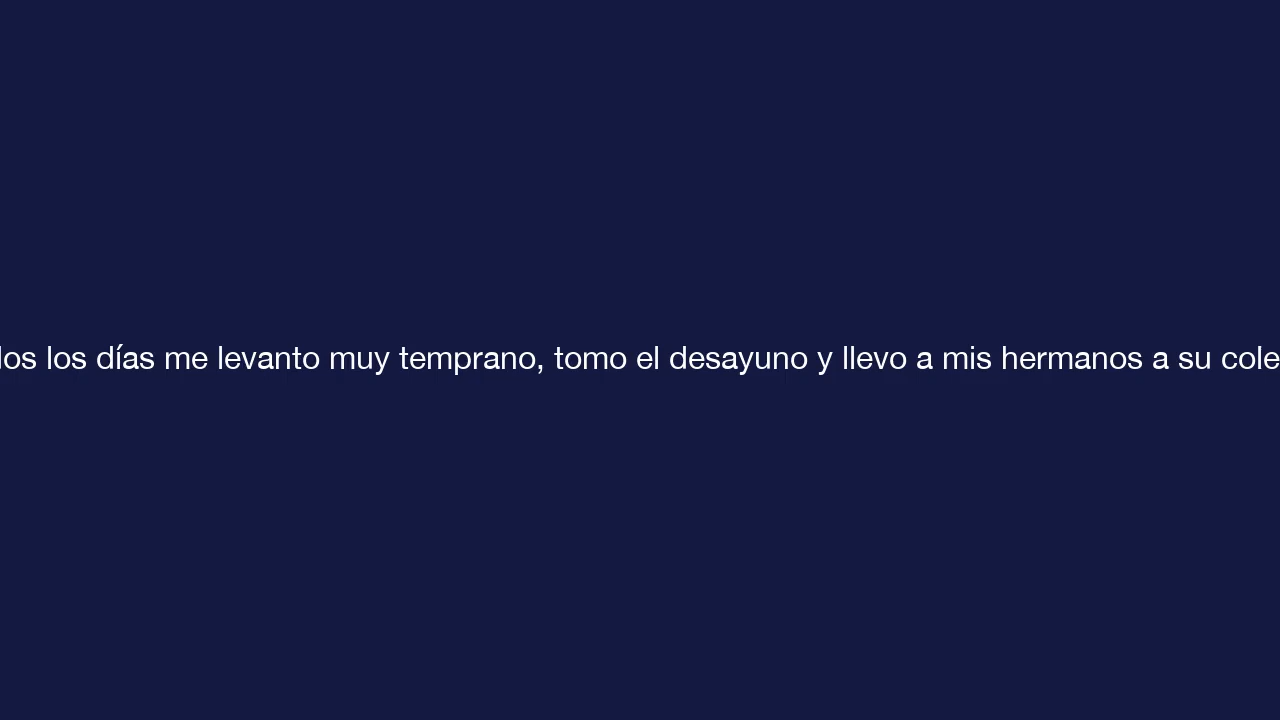 los los días me levanto muy temprano, tomo el desayuno y llevo a mis hermanos a su cole